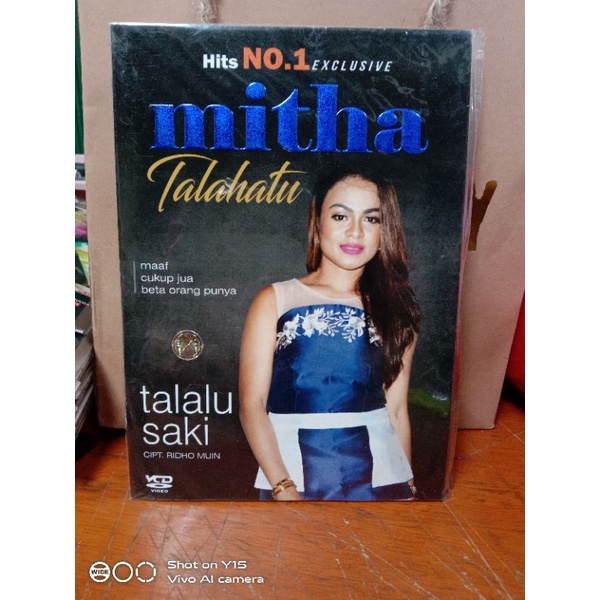 Hits NO.1 EXCLUSIVE
mitha
Talahatu
maaf
cukup jua
beta orang punya
talalu
saki
CIPT. RIDHO MUIN
VCD
VIDEO
WIDE
Shot on Y15
Vivo AI camera